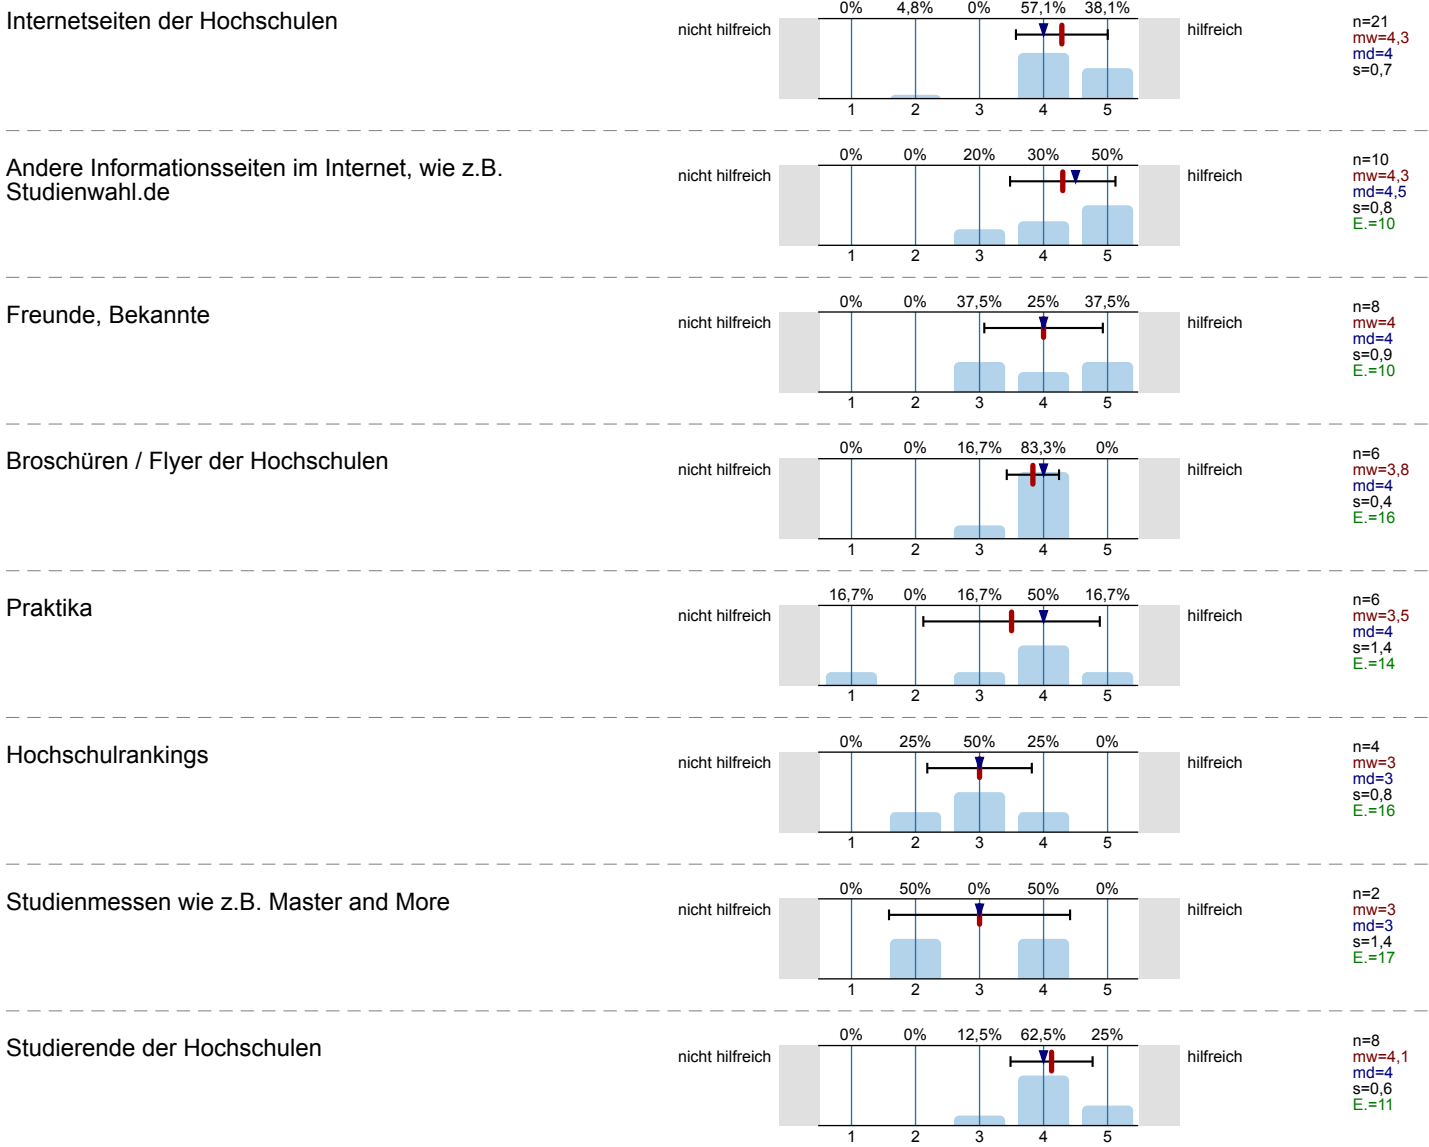 Internetseiten der Hochschulen
0% 4,8% 0% 57,1% 38,1%
nicht hilfreich
hilfreich
n=21
mw=4,3
md=4
s=0,7
1 2 3 4 5
Andere Informationsseiten im Internet, wie z.B.
Studienwahl.de
0% 0% 20% 30% 50%
nicht hilfreich
hilfreich
n=10
mw=4,3
md=4,5
s=0,8
E.=10
1 2 3 4 5
Freunde, Bekannte
0% 0% 37,5% 25% 37,5%
nicht hilfreich
hilfreich
n=8
mw=4
md=4
s=0,9
E.=10
1 2 3 4 5
Broschüren / Flyer der Hochschulen
0% 0% 16,7% 83,3% 0%
nicht hilfreich
hilfreich
n=6
mw=3,8
md=4
s=0,4
E.=16
1 2 3 4 5
Praktika
16,7% 0% 16,7% 50% 16,7%
nicht hilfreich
hilfreich
n=6
mw=3,5
md=4
s=1,4
E.=14
1 2 3 4 5
Hochschulrankings
0% 25% 50% 25% 0%
nicht hilfreich
hilfreich
n=4
mw=3
md=3
s=0,8
E.=16
1 2 3 4 5
Studienmessen wie z.B. Master and More
0% 50% 0% 50% 0%
nicht hilfreich
hilfreich
n=2
mw=3
md=3
s=1,4
E.=17
1 2 3 4 5
Studierende der Hochschulen
0% 0% 12,5% 62,5% 25%
nicht hilfreich
hilfreich
n=8
mw=4,1
md=4
s=0,6
E.=11
1 2 3 4 5